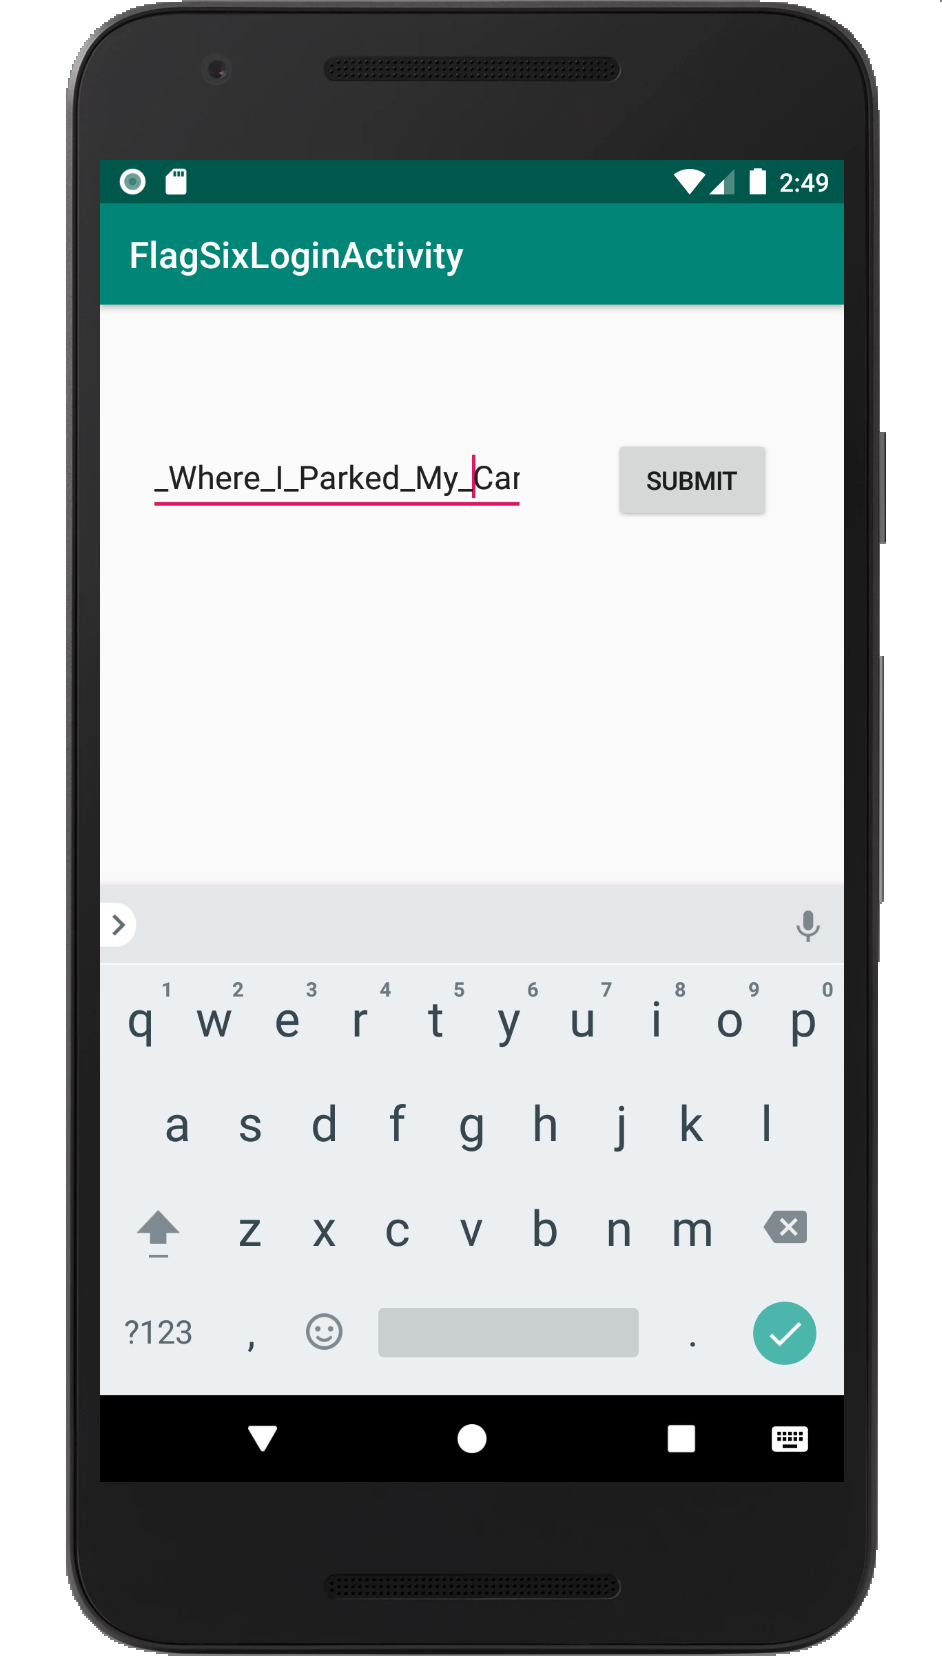 2:49
FlagSixLoginActivity
_Where_I_Parked_My_Car
SUBMIT
1 2 3 4 5 6 7 8 9 0
q w e r t y u i o p
a s d f g h j k l
z x c v b n m
?123 , .